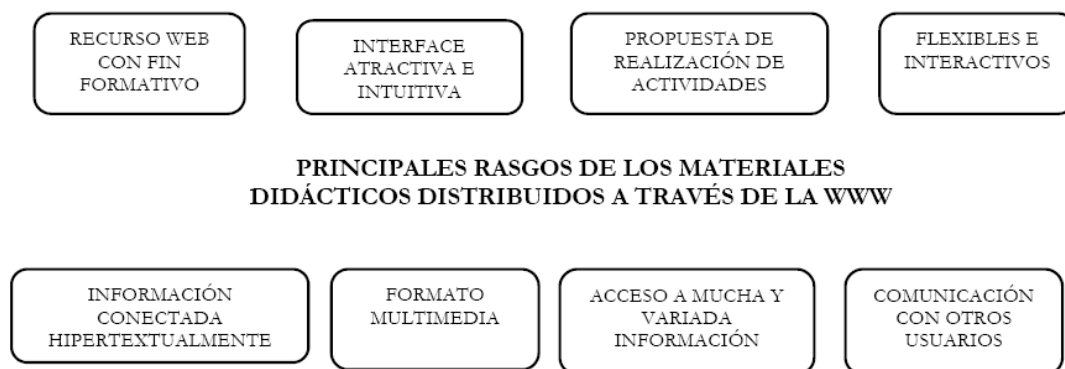 RECURSO WEB
CON FIN
FORMATIVO
INTERFACE
ATRACTIVA E
INTUITIVA
PROPUESTA DE
REALIZACIÓN DE
ACTIVIDADES
FLEXIBLES E
INTERACTIVOS
PRINCIPALES RASGOS DE LOS MATERIALES
DIDÁCTICOS DISTRIBUIDOS A TRAVÉS DE LA WWW
INFORMACIÓN
CONECTADA
HIPERTEXTUALMENTE
FORMATO
MULTIMEDIA
ACCESO A MUCHA Y
VARIADA
INFORMACIÓN
COMUNICACIÓN
CON OTROS
USUARIOS